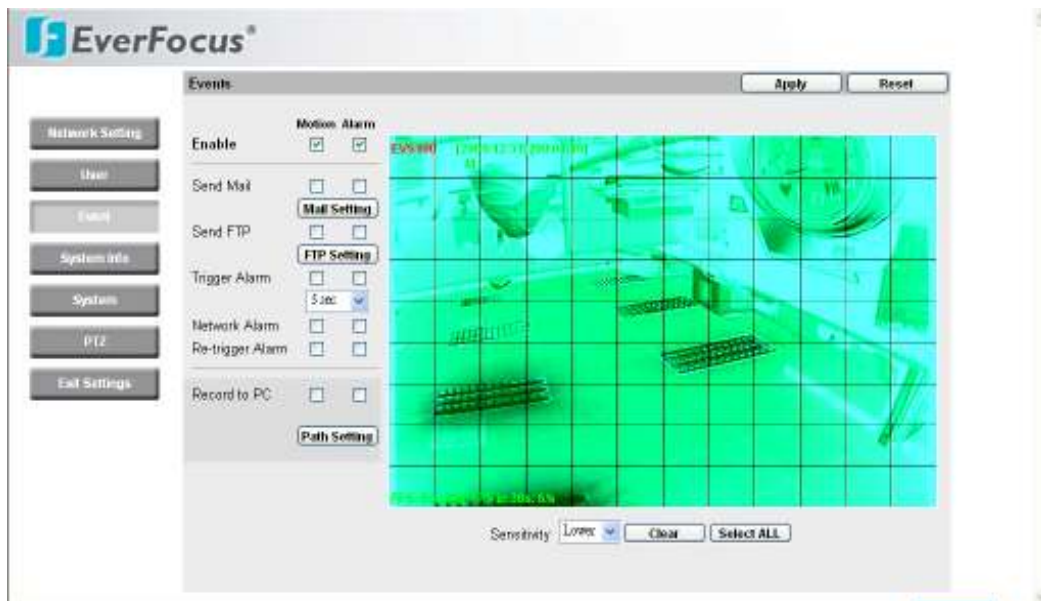 EverFocus®
Events
Apply
Reset
Network Setting
User
Event
System info
System
PTZ
Exit Settings
Motion Alarm
Enable
Send Mail
Mail Setting
Send FTP
FTP Setting
Trigger Alarm
5 sec
Network Alarm
Re-trigger Alarm
Record to PC
Path Setting
Sensitivity
Lower
Clear
Select ALL